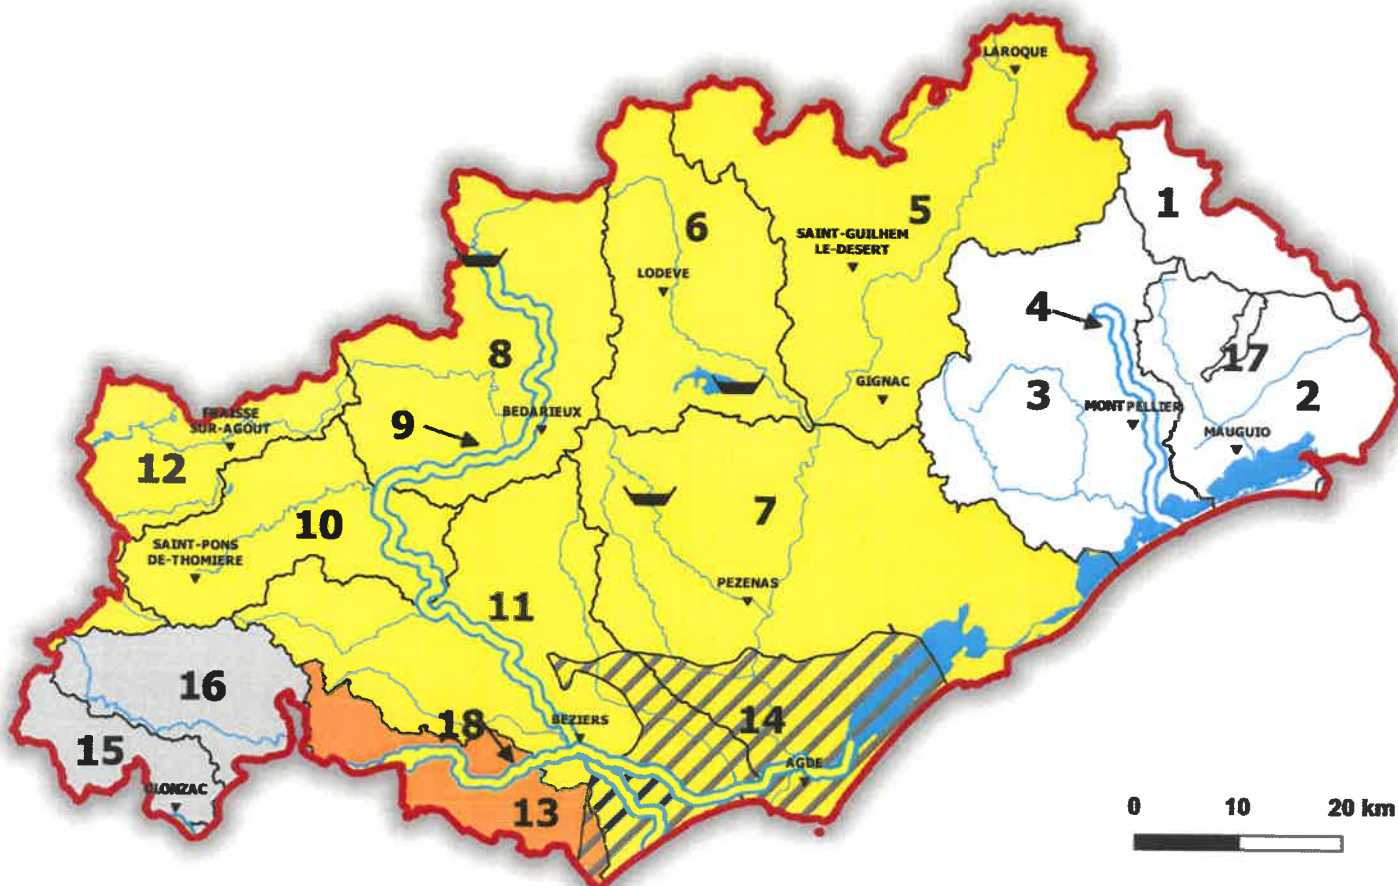 LAROQUE
1
5
6
SAINT-GUILHEM
LE-DESERT
LODEVE
4
8
17
GIGNAC
3
2
BEDARIEUX
MONTPELLIER
FRAISSE
SUR-AGOUT
9
MAUGUIO
12
7
10
SAINT-PONS
DE-THOMIERE
PEZENAS
11
16
18
BEZIERS
14
15
AGDE
OLONZAC
13
0 10 20 km